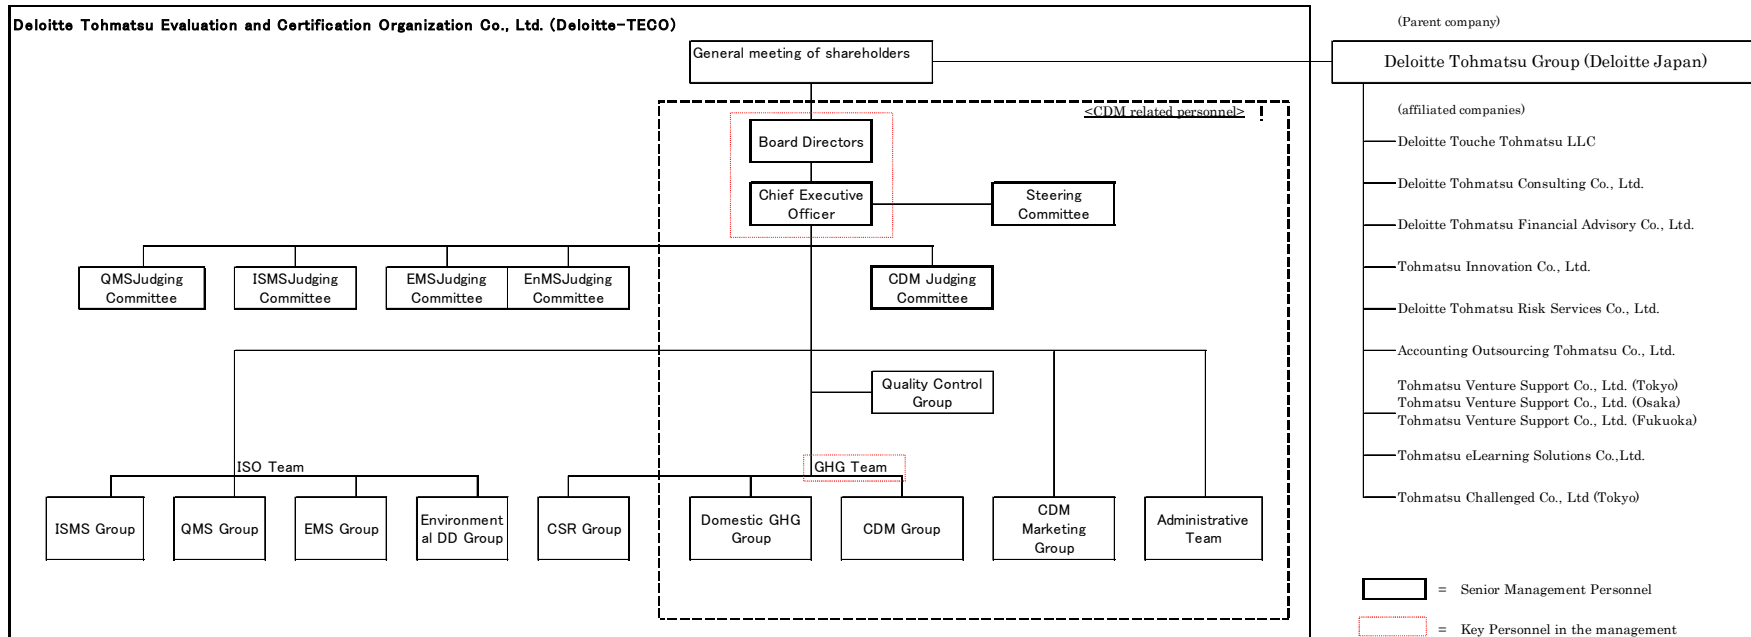 Deloitte Tohmatsu Evaluation and Certification Organization Co., Ltd. (Deloitte-TECO)
General meeting of shareholders
<CDM related personnel>
Board Directors
Chief Executive
Officer
Steering
Committee
QMSJudging
Committee
ISMSJudging
Committee
EMSJudging
Committee
EnMSJudging
Committee
CDM Judging
Committee
Quality Control
Group
ISO Team
GHG Team
ISMS Group
QMS Group
EMS Group
Environment
al DD Group
CSR Group
Domestic GHG
Group
CDM Group
CDM
Marketing
Group
Administrative
Team
(Parent company)
Deloitte Tohmatsu Group (Deloitte Japan)
(affiliated companies)
Deloitte Touche Tohmatsu LLC
Deloitte Tohmatsu Consulting Co., Ltd.
Deloitte Tohmatsu Financial Advisory Co., Ltd.
Tohmatsu Innovation Co., Ltd.
Deloitte Tohmatsu Risk Services Co., Ltd.
Accounting Outsourcing Tohmatsu Co., Ltd.
Tohmatsu Venture Support Co., Ltd. (Tokyo)
Tohmatsu Venture Support Co., Ltd. (Osaka)
Tohmatsu Venture Support Co., Ltd. (Fukuoka)
Tohmatsu eLearning Solutions Co.,Ltd.
Tohmatsu Challenged Co., Ltd (Tokyo)
= Senior Management Personnel
= Key Personnel in the management